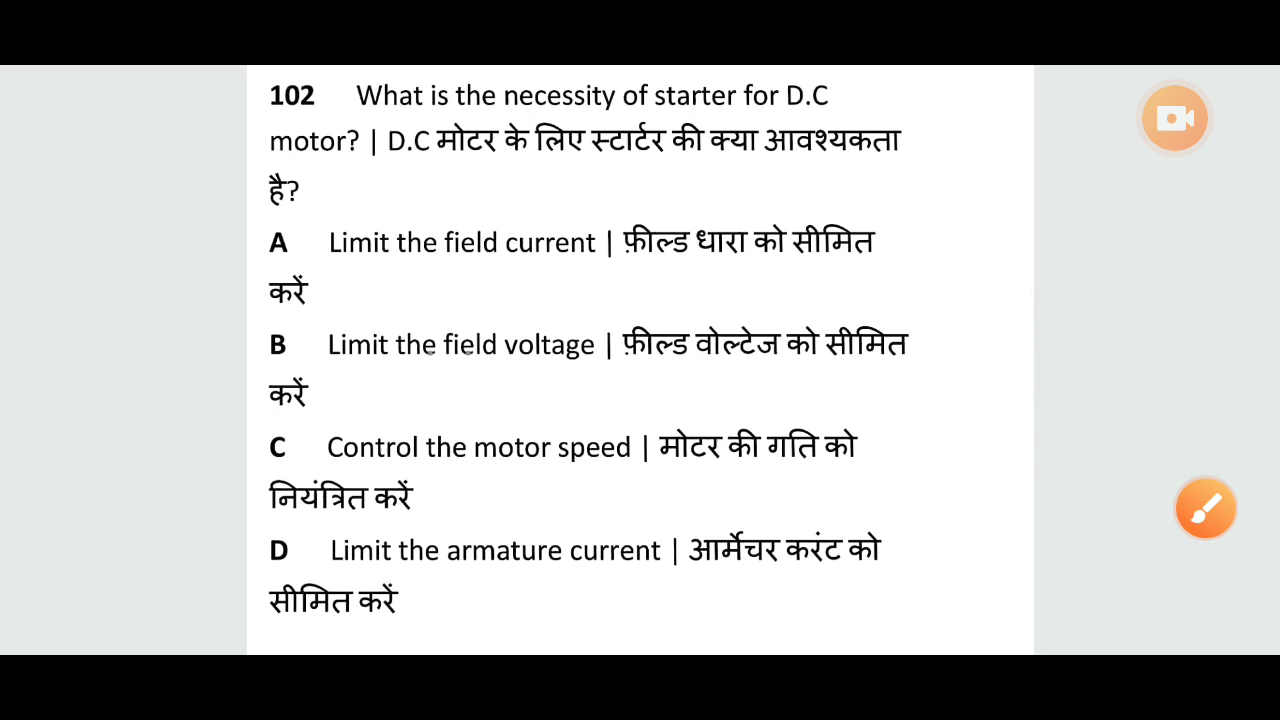 102 What is the necessity of starter for D.C
motor? | D.C मोटर के लिए स्टार्टर की क्या आवश्यकता
है?
A Limit the field current | फ़ील्ड धारा को सीमित
करें
B Limit the field voltage | फ़ील्ड वोल्टेज को सीमित
करें
C Control the motor speed | मोटर की गति को
नियंत्रित करें
D Limit the armature current | आर्मेचर करंट को
सीमित करें